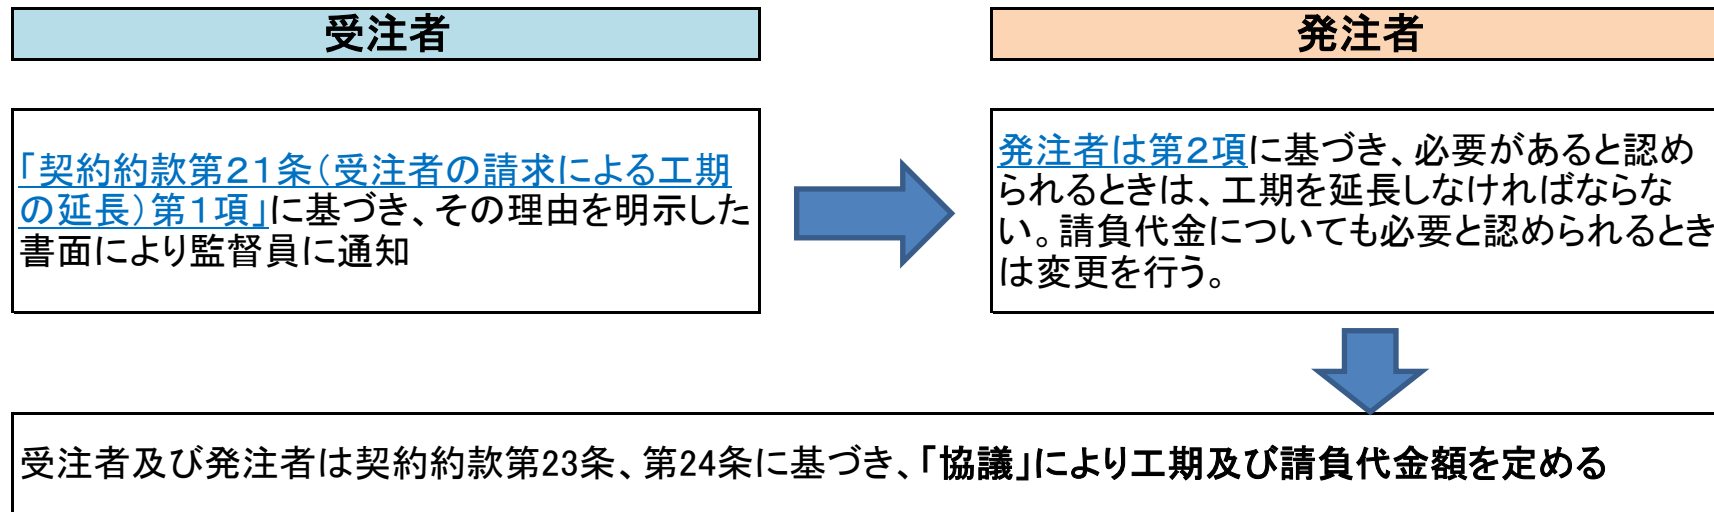 受注者
発注者
「契約約款第２１条（受注者の請求による工期
の延長）第１項」に基づき、その理由を明示した
書面により監督員に通知
発注者は第２項に基づき、必要があると認め
られるときは、工期を延長しなければならな
い。請負代金についても必要と認められるとき
は変更を行う。
受注者及び発注者は契約約款第23条、第24条に基づき、「協議」により工期及び請負代金額を定める